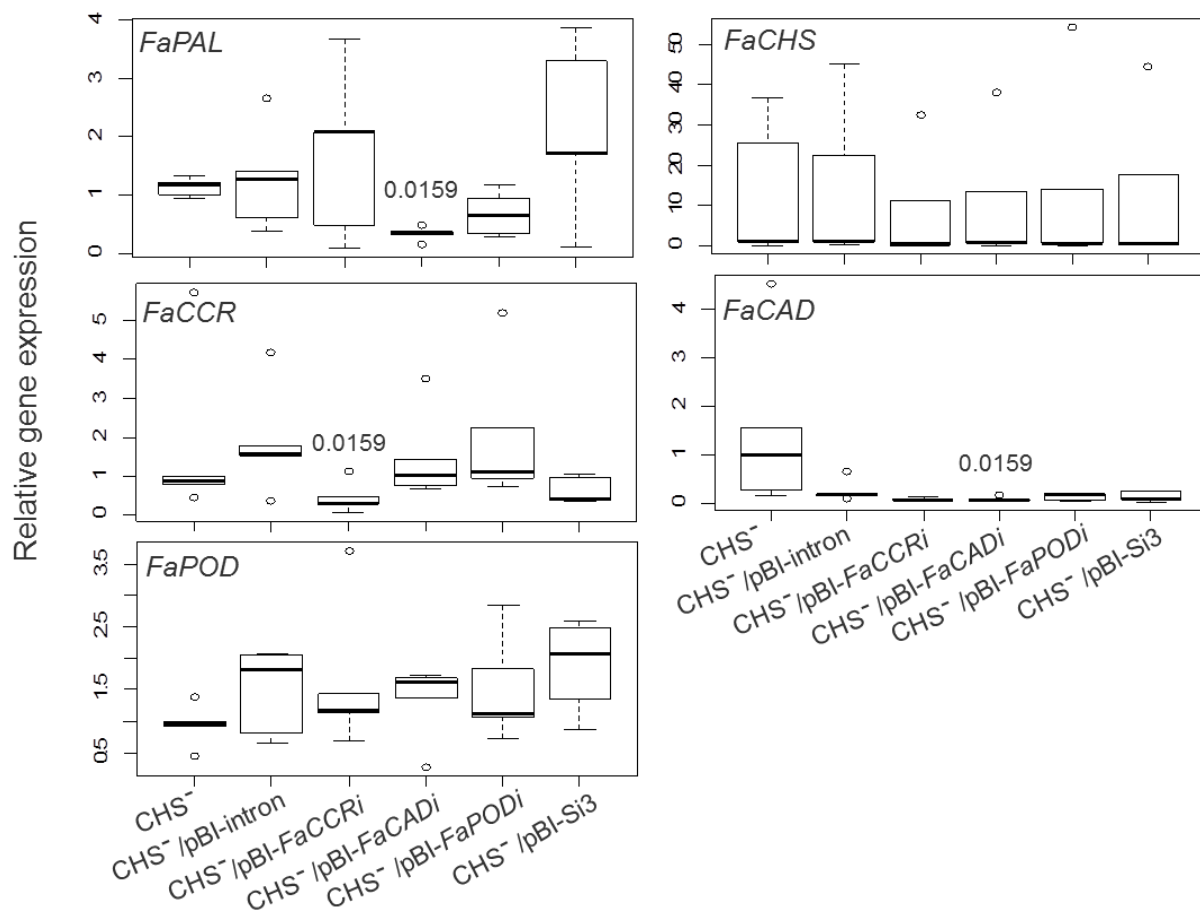 Relative gene expression
FaPAL
4
3
2
1
0
0.0159
FaCHS
50
40
30
20
10
0
FaCCR
5
4
3
2
1
0
0.0159
FaCAD
4
3
2
1
0
0.0159
CHS⁻
CHS⁻/pBI-intron
CHS⁻/pBI-FaCCRi
CHS⁻/pBI-FaCADi
CHS⁻/pBI-FaPODi
CHS⁻/pBI-Si3
FaPOD
3.5
2.5
1.5
0.5
CHS⁻
CHS⁻/pBI-intron
CHS⁻/pBI-FaCCRi
CHS⁻/pBI-FaCADi
CHS⁻/pBI-FaPODi
CHS⁻/pBI-Si3